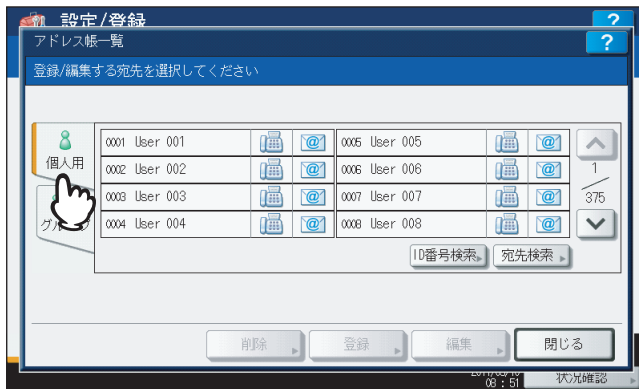 設定/登録
?
アドレス帳一覧
?
登録/編集する宛先を選択してください
個人用
0001 User 001
0005 User 005
0002 User 002
0006 User 006
1
0003 User 003
0007 User 007
375
0004 User 004
0008 User 008
ID番号検索
宛先検索
削除
登録
編集
閉じる
08 : 51
状況確認